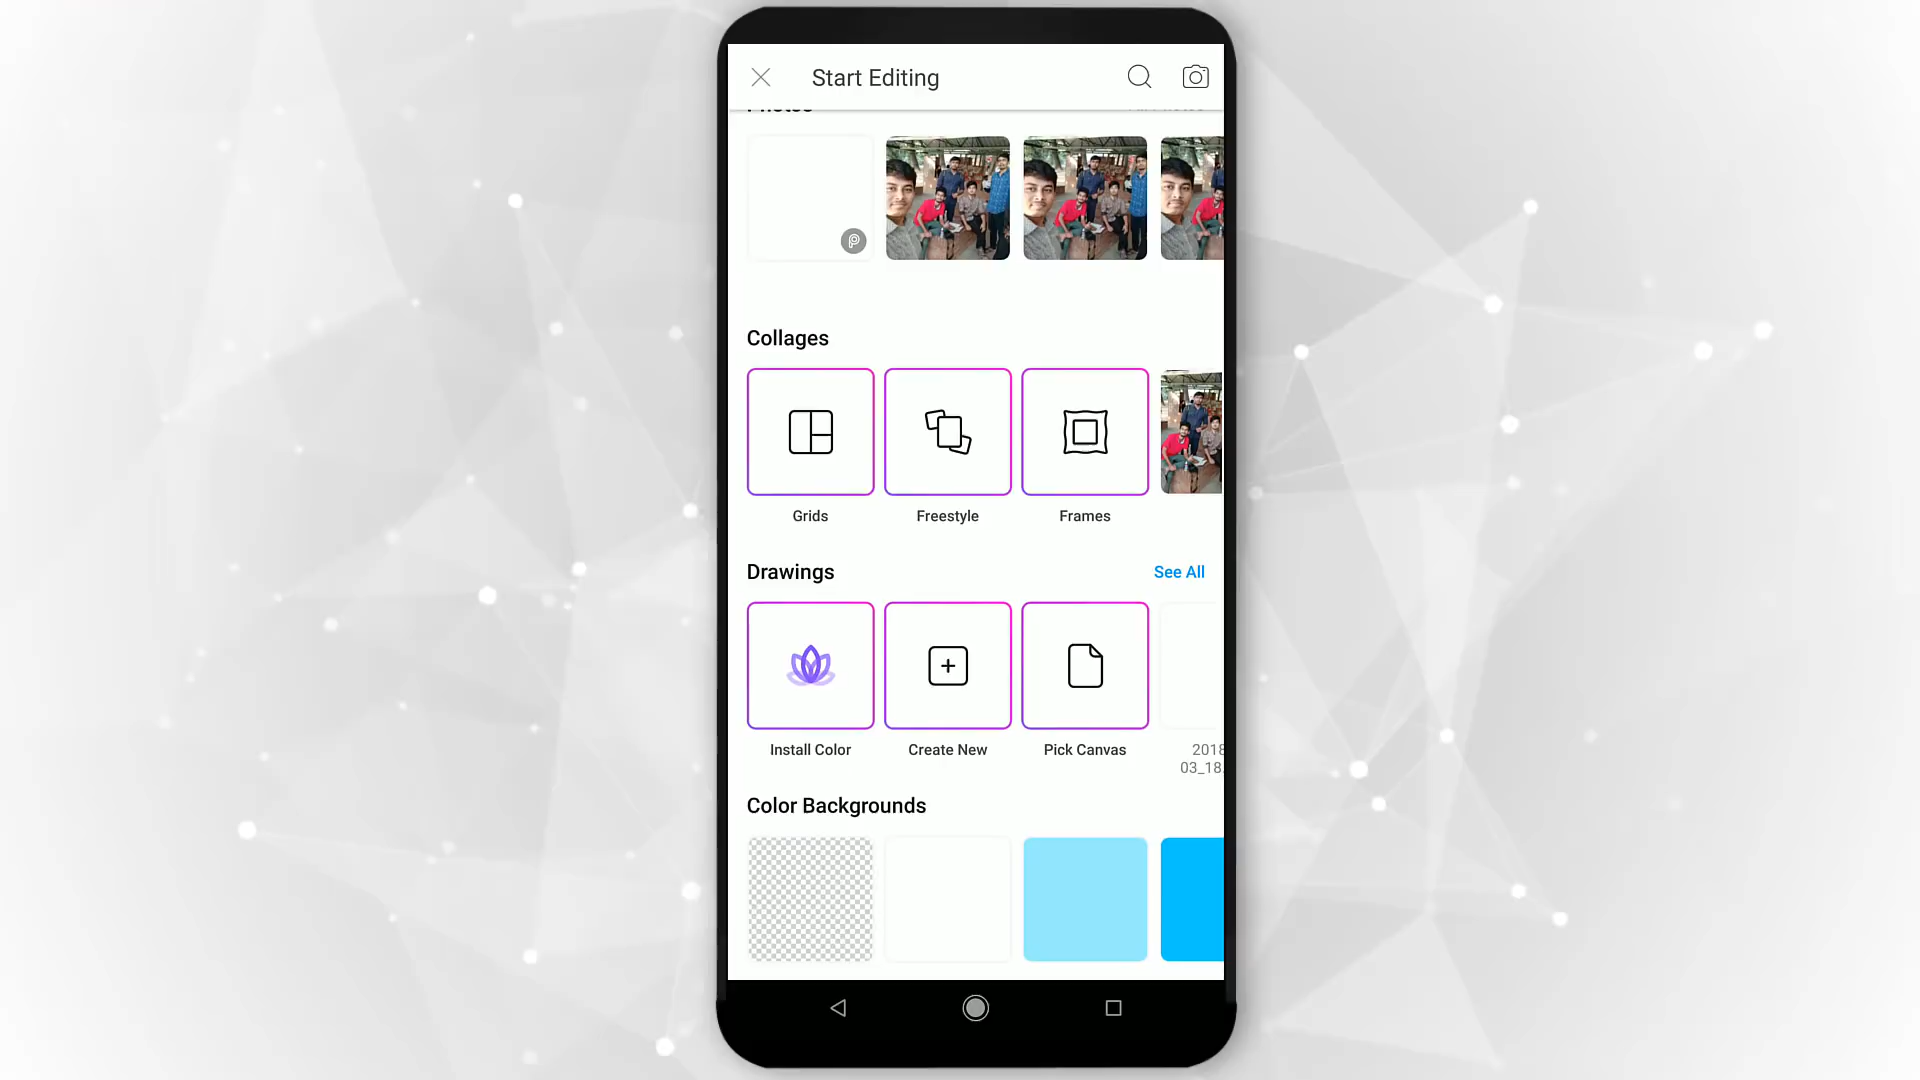 Start Editing
Photos
Collages
Grids
Freestyle
Frames
Drawings
See All
Install Color
Create New
Pick Canvas
2018
03_18.
Color Backgrounds